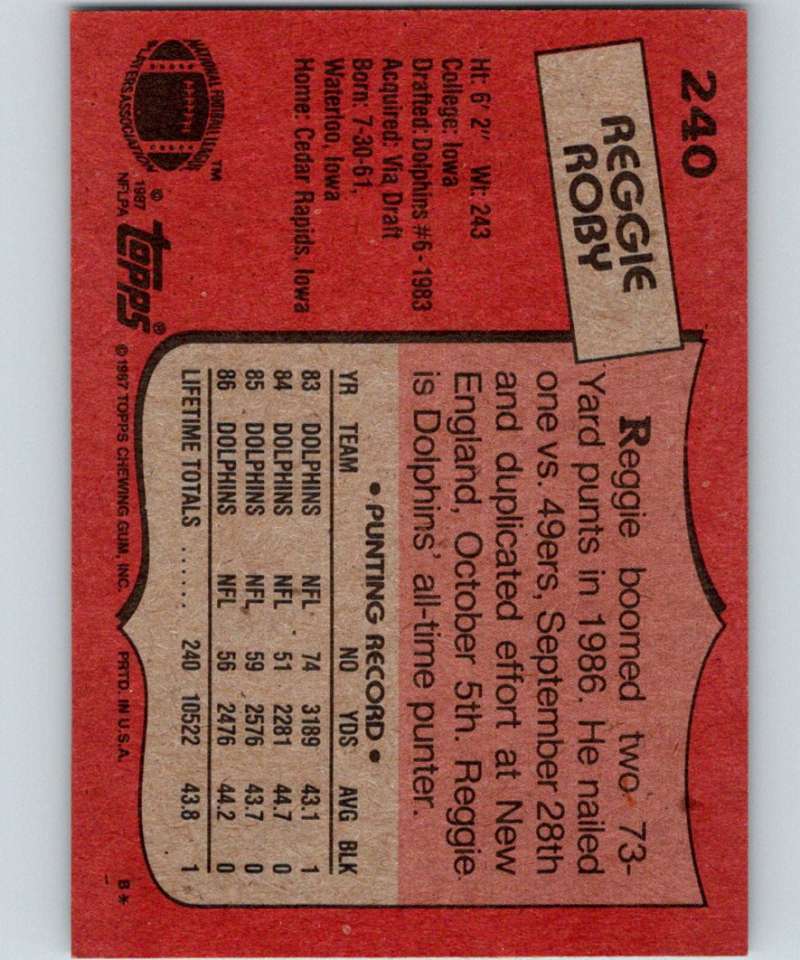 240
REGGIE
ROBY
Ht: 6' 2" Wt: 243
College: Iowa
Drafted: Dolphins #6 - 1983
Acquired: Via Draft
Born: 7-30-61,
Waterloo, Iowa
Home: Cedar Rapids, Iowa
NATIONAL FOOTBALL LEAGUE
PLAYERS ASSOCIATION
TM
© 1987
NFLPA
Topps®
Reggie boomed two 73-
Yard punts in 1986. He nailed
one vs. 49ers, September 28th
and duplicated effort at New
England, October 5th. Reggie
is Dolphins' all-time punter.
• PUNTING RECORD •
YR TEAM NO YDS AVG BLK
83 DOLPHINS NFL 74 3189 43.1 1
84 DOLPHINS NFL 51 2281 44.7 0
85 DOLPHINS NFL 59 2576 43.7 0
86 DOLPHINS NFL 56 2476 44.2 0
LIFETIME TOTALS ...... 240 10522 43.8 1
© 1987 TOPPS CHEWING GUM, INC. PRTD. IN U.S.A. B*